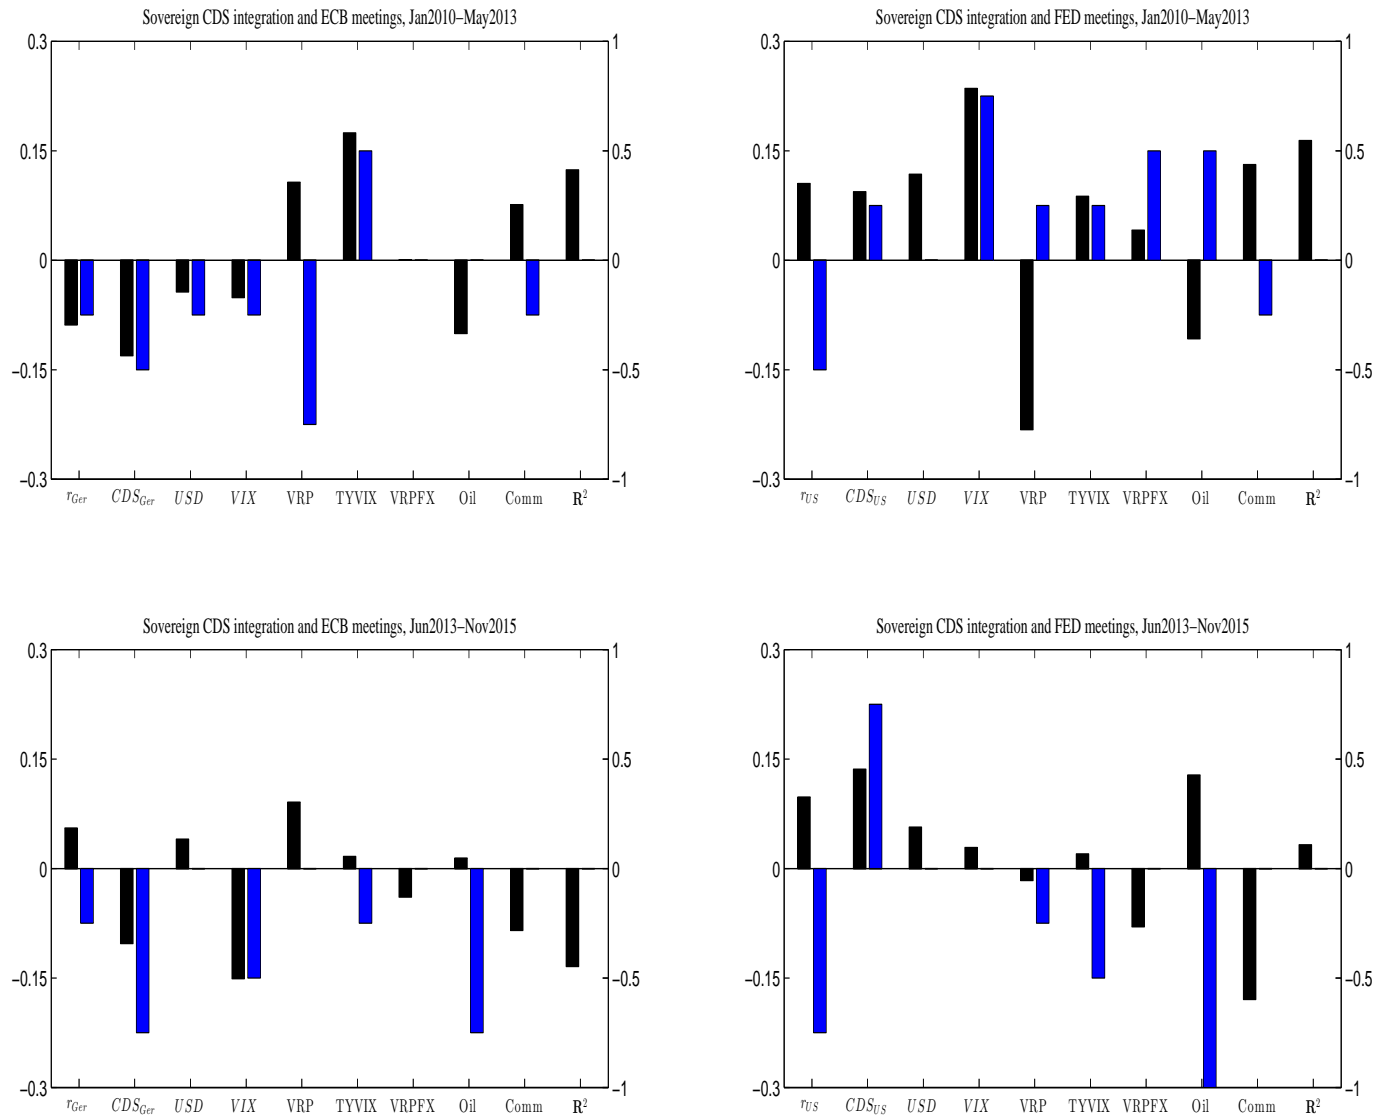 Sovereign CDS integration and ECB meetings, Jan2010−May2013
0.3 1
0.15 0.5
0 0
−0.15 −0.5
−0.3 −1
r_Ger CDS_Ger USD VIX VRP TYVIX VRPFX Oil Comm R²
Sovereign CDS integration and FED meetings, Jan2010−May2013
0.3 1
0.15 0.5
0 0
−0.15 −0.5
−0.3 −1
r_US CDS_US USD VIX VRP TYVIX VRPFX Oil Comm R²
Sovereign CDS integration and ECB meetings, Jun2013−Nov2015
0.3 1
0.15 0.5
0 0
−0.15 −0.5
−0.3 −1
r_Ger CDS_Ger USD VIX VRP TYVIX VRPFX Oil Comm R²
Sovereign CDS integration and FED meetings, Jun2013−Nov2015
0.3 1
0.15 0.5
0 0
−0.15 −0.5
−0.3 −1
r_US CDS_US USD VIX VRP TYVIX VRPFX Oil Comm R²